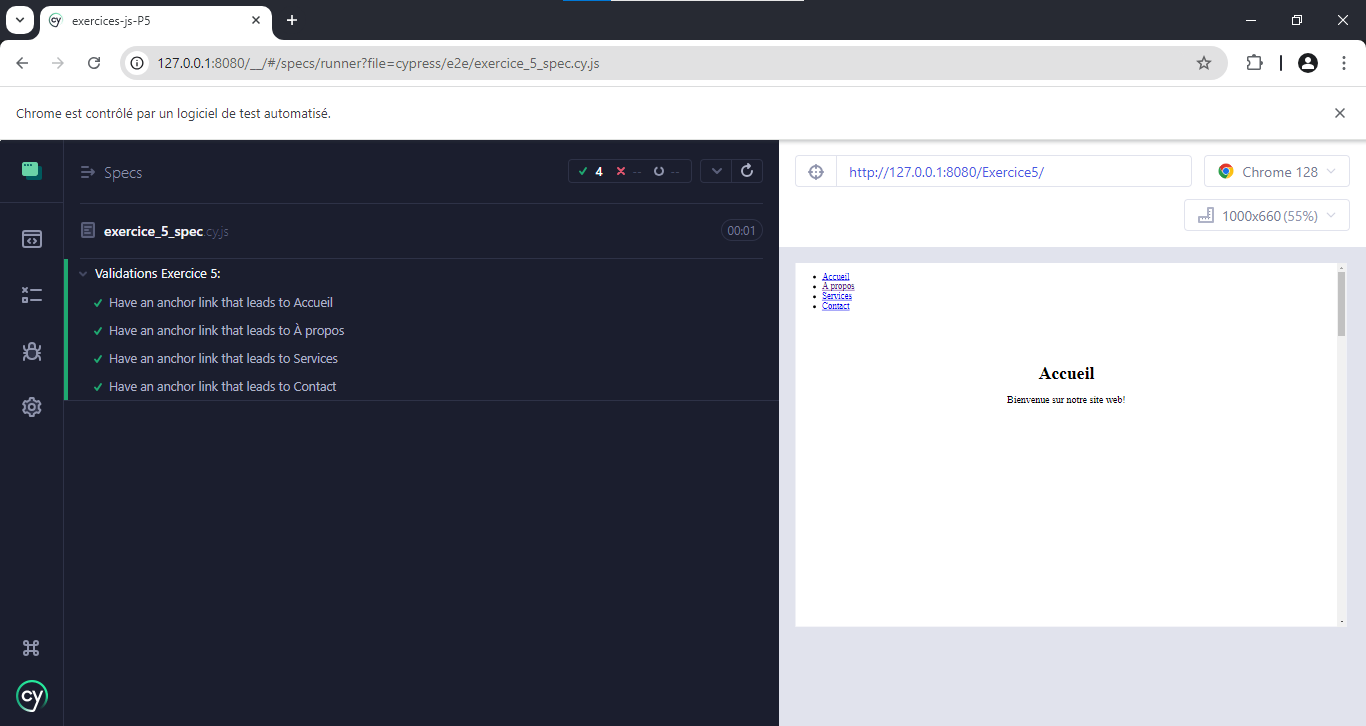 exercices-js-P5
127.0.0.1:8080/__/#/specs/runner?file=cypress/e2e/exercice_5_spec.cy.js
Chrome est contrôlé par un logiciel de test automatisé.
Specs
4 -- --
exercice_5_spec.cy.js
00:01
Validations Exercice 5:
Have an anchor link that leads to Accueil
Have an anchor link that leads to À propos
Have an anchor link that leads to Services
Have an anchor link that leads to Contact
cy
http://127.0.0.1:8080/Exercice5/
Chrome 128
1000x660 (55%)
Accueil
À propos
Services
Contact
Accueil
Bienvenue sur notre site web!